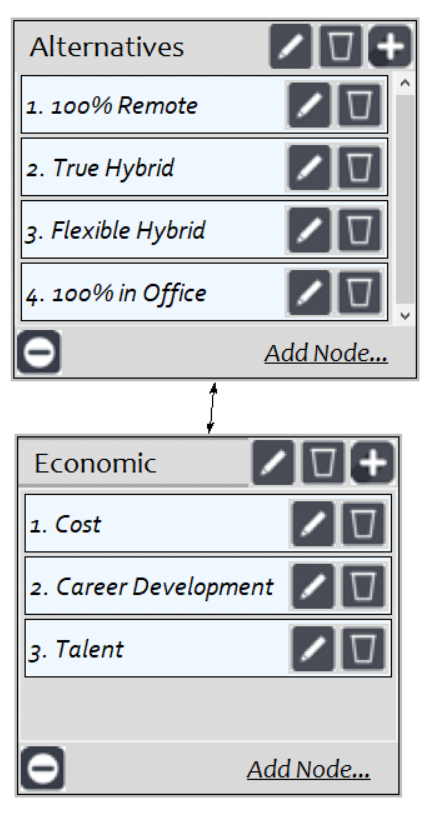 Alternatives
1. 100% Remote
2. True Hybrid
3. Flexible Hybrid
4. 100% in Office
Add Node...
Economic
1. Cost
2. Career Development
3. Talent
Add Node...